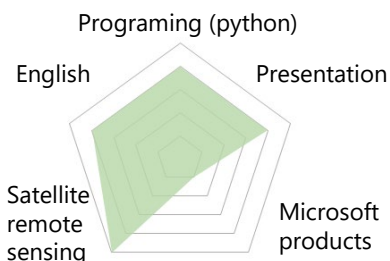 Programing (python)
English
Presentation
Satellite
remote
sensing
Microsoft
products